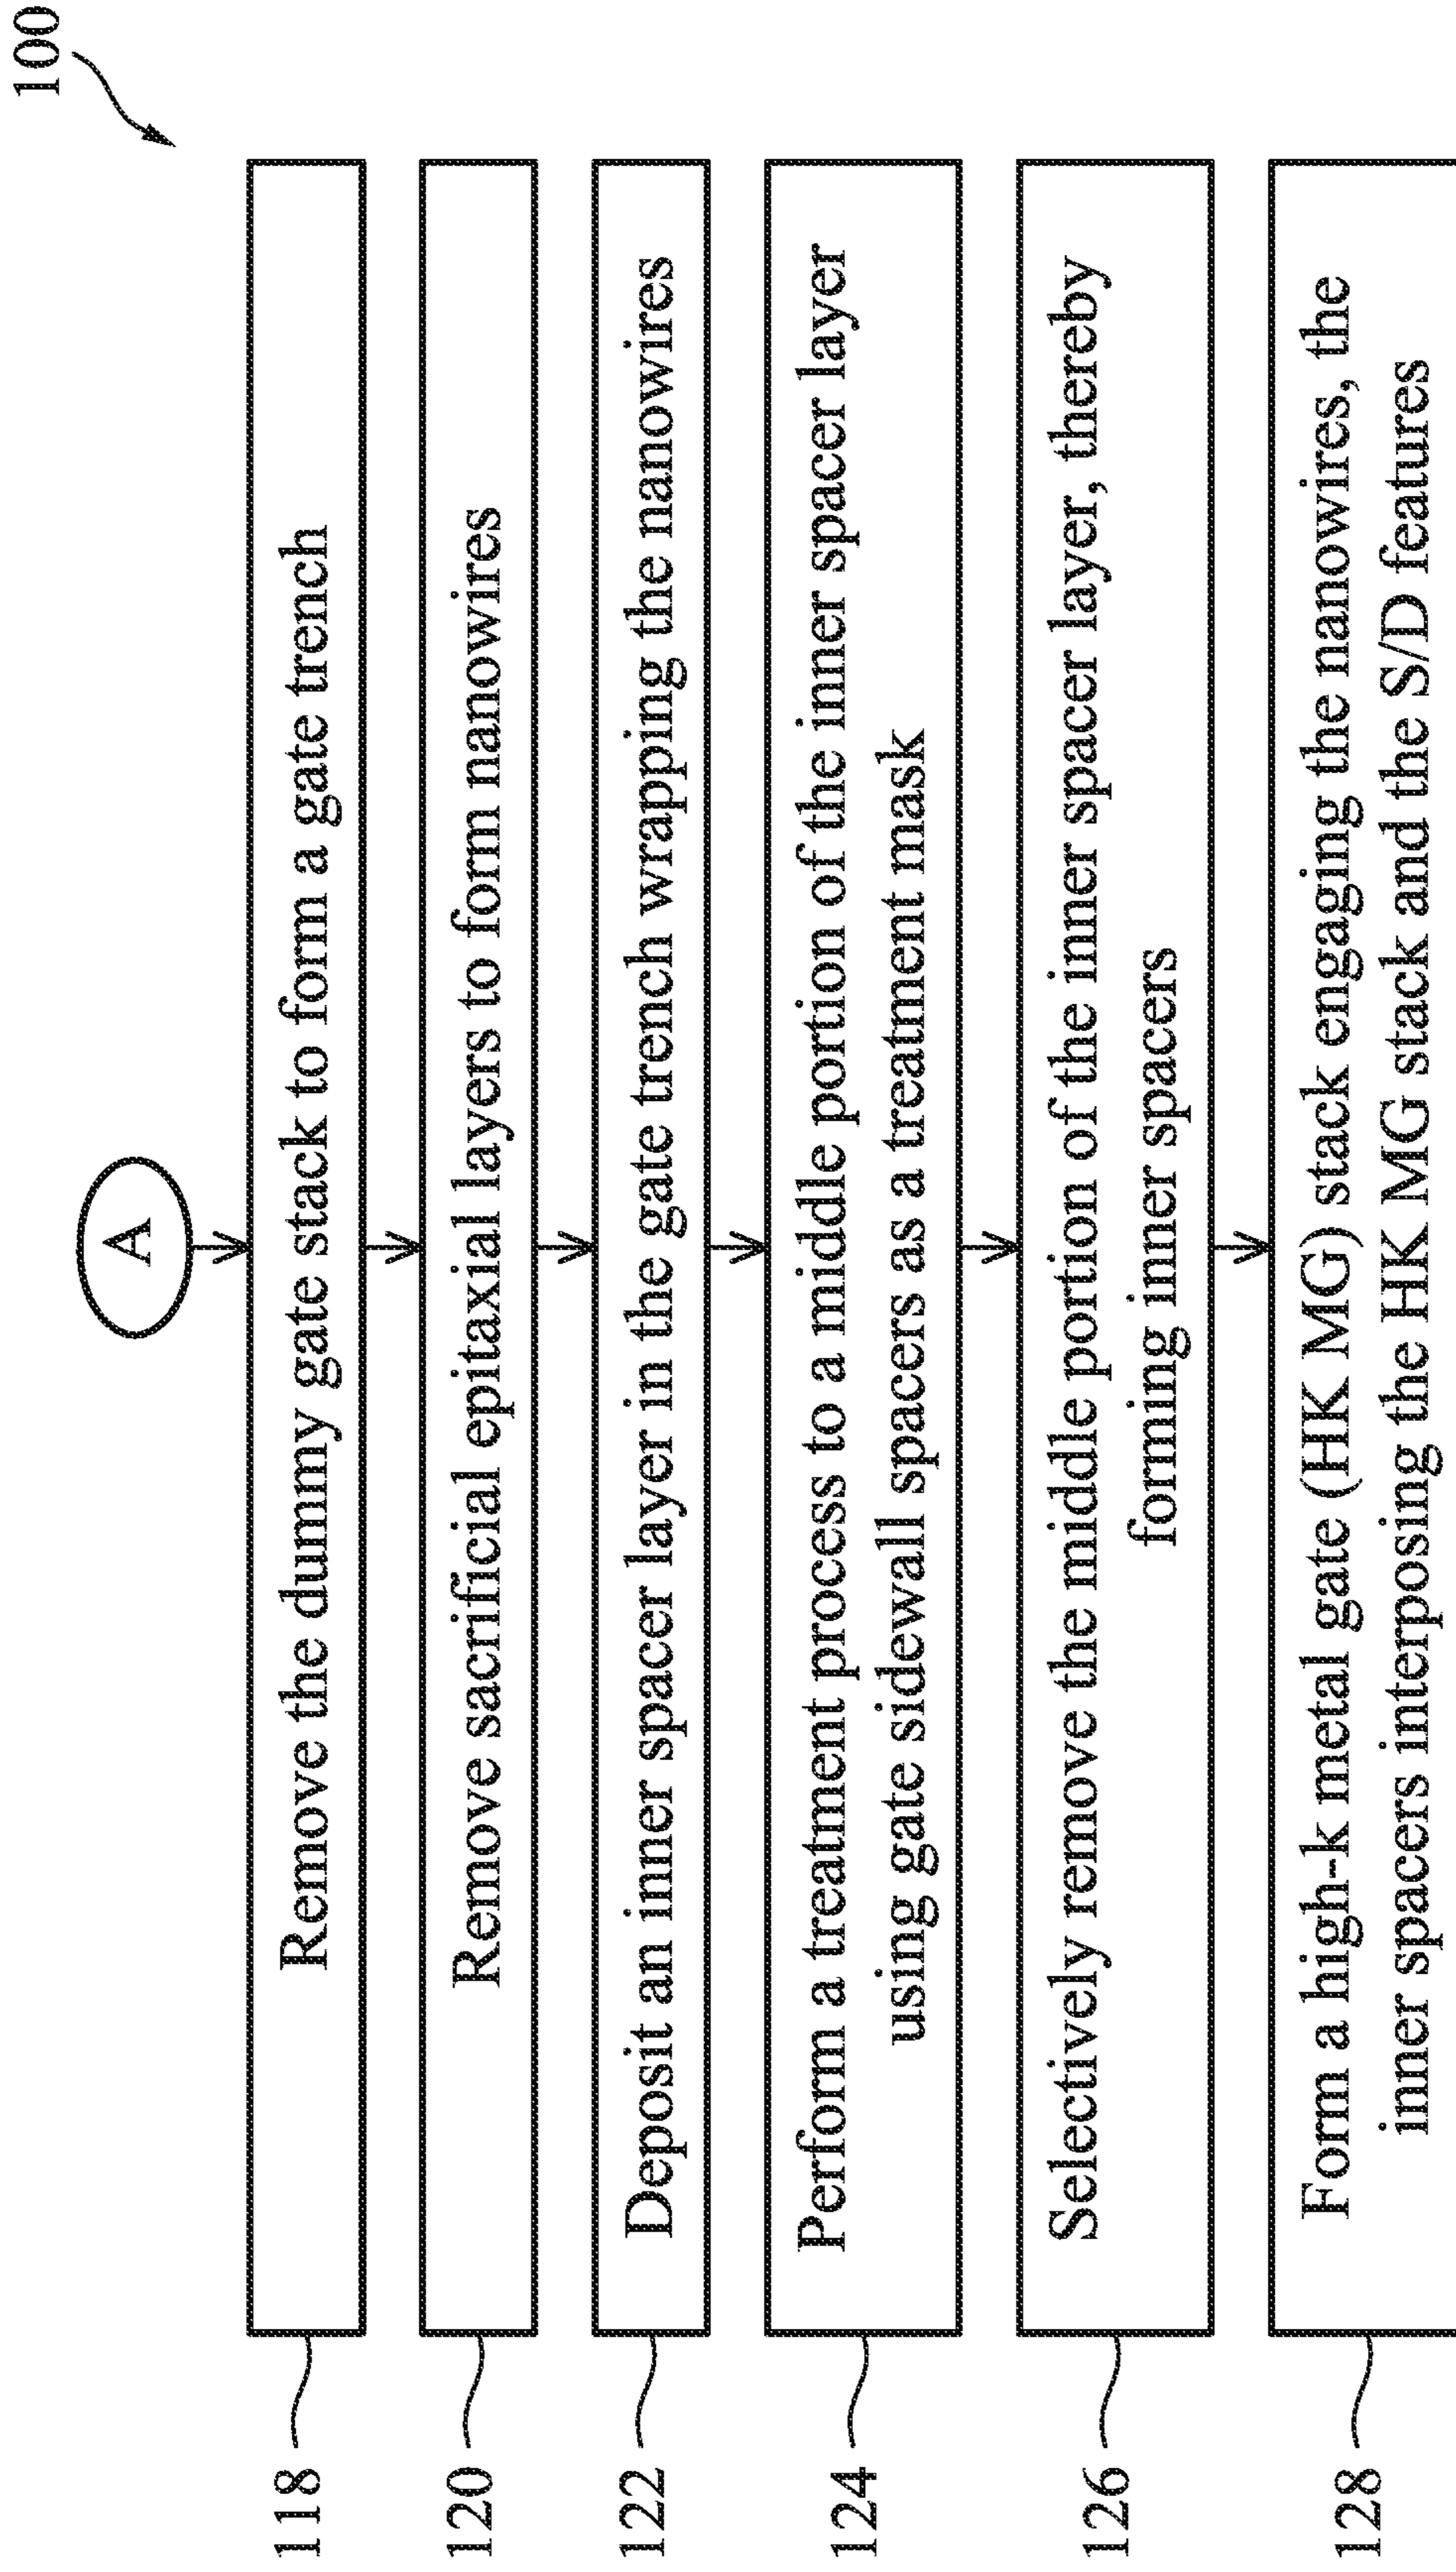 100
A
118
Remove the dummy gate stack to form a gate trench
120
Remove sacrificial epitaxial layers to form nanowires
122
Deposit an inner spacer layer in the gate trench wrapping the nanowires
124
Perform a treatment process to a middle portion of the inner spacer layer
using gate sidewall spacers as a treatment mask
126
Selectively remove the middle portion of the inner spacer layer, thereby
forming inner spacers
128
Form a high-k metal gate (HK MG) stack engaging the nanowires, the
inner spacers interposing the HK MG stack and the S/D features